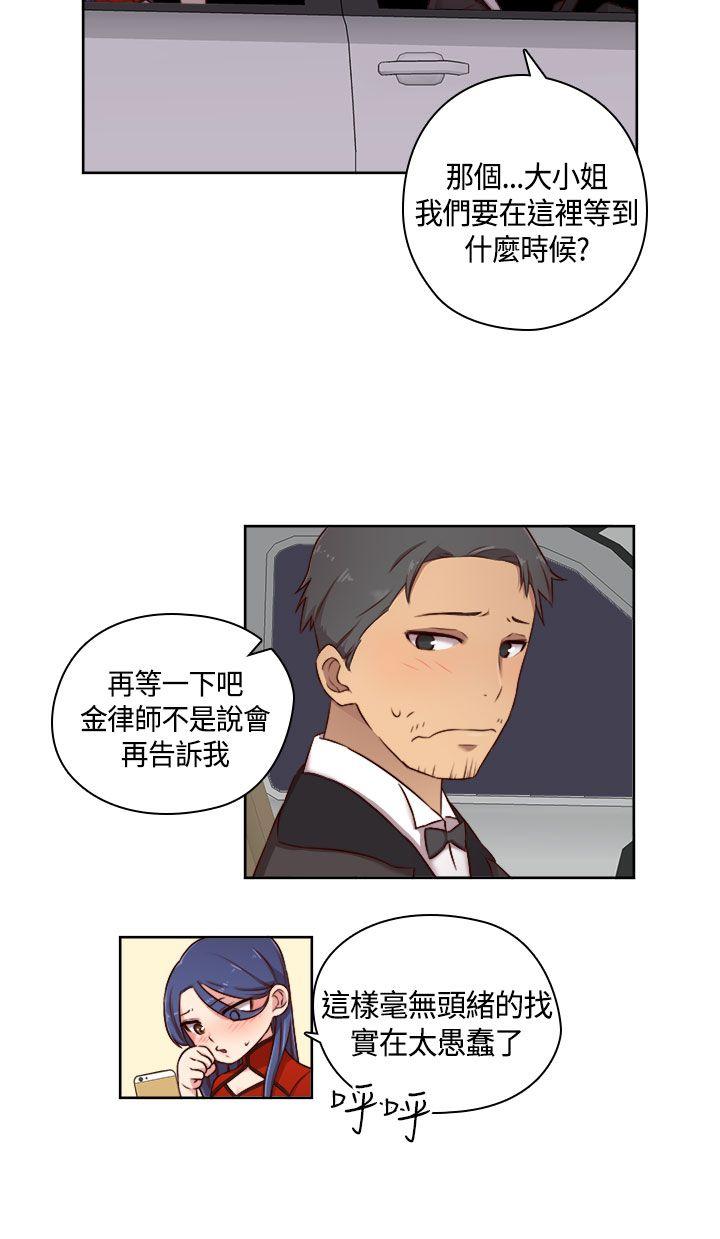 那個...大小姐
我們要在這裡等到
什麼時候?
再等一下吧
金律師不是說會
再告訴我
這樣毫無頭緒的找
實在太愚蠢了
呼.呼